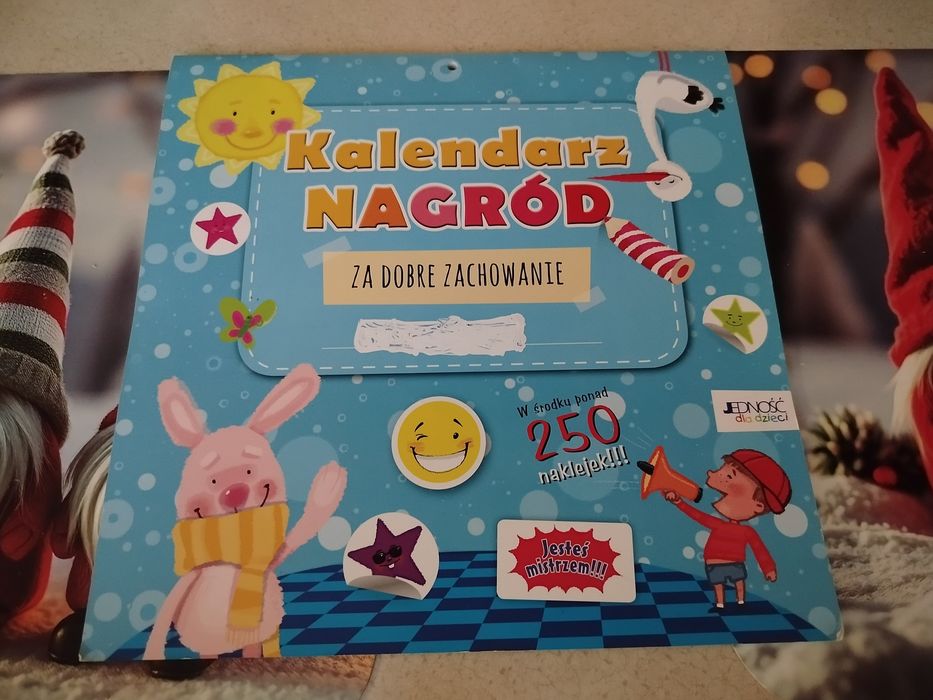 Kalendarz
NAGRÓD
ZA DOBRE ZACHOWANIE
W środku ponad
250
naklejek!!!
JEDNOŚĆ
dla dzieci
Jesteś
mistrzem!!!